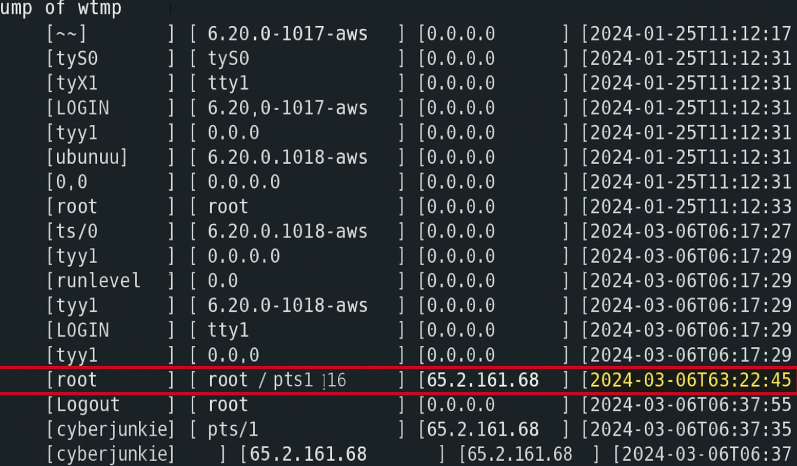 ump of wtmp
[~~] ] [ 6.20.0-1017-aws ] [0.0.0.0 ] [2024-01-25T11:12:17
[tyS0 ] [ tyS0 ] [0.0.0.0 ] [2024-01-25T11:12:31
[tyX1 ] [ tty1 ] [0.0.0.0 ] [2024-01-25T11:12:31
[LOGIN ] [ 6.20,0-1017-aws ] [0.0.0.0 ] [2024-01-25T11:12:31
[tyy1 ] [ 0.0.0 ] [0.0.0.0 ] [2024-01-25T11:12:31
[ubunuu] ] [ 6.20.0.1018-aws ] [0.0.0.0 ] [2024-01-25T11:12:31
[0,0 ] [ 0.0.0.0 ] [0.0.0.0 ] [2024-01-25T11:12:31
[root ] [ root ] [0.0.0.0 ] [2024-01-25T11:12:33
[ts/0 ] [ 6.20.0.1018-aws ] [0.0.0.0 ] [2024-03-06T06:17:27
[tyy1 ] [ 0.0.0.0 ] [0.0.0.0 ] [2024-03-06T06:17:29
[runlevel ] [ 0.0 ] [0.0.0.0 ] [2024-03-06T06:17:29
[tyy1 ] [ 6.20.0-1018-aws ] [0.0.0.0 ] [2024-03-06T06:17:29
[LOGIN ] [ tty1 ] [0.0.0.0 ] [2024-03-06T06:17:29
[tyy1 ] [ 0.0,0 ] [0.0.0.0 ] [2024-03-06T06:17:29
[root ] [ root / pts1 16 ] [65.2.161.68 ] [2024-03-06T63:22:45
[Logout ] [ root ] [0.0.0.0 ] [2024-03-06T06:37:55
[cyberjunkie] [ pts/1 ] [65.2.161.68 ] [2024-03-06T06:37:35
[cyberjunkie] ] [65.2.161.68 ] [65.2.161.68 ] [2024-03-06T06:37